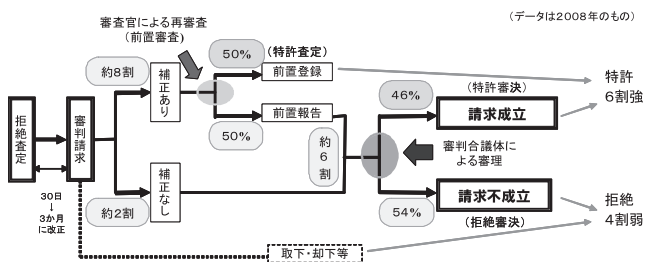 (データは2008年のもの)
審査官による再審査
(前置審査)
50%
(特許査定)
前置登録
約8割
補正あり
50%
前置報告
拒絶査定
審判請求
30日
↓
3か月
に改正
約2割
補正なし
約6割
46%
(特許審決)
請求成立
審判合議体
による審理
54%
請求不成立
(拒絶審決)
特許
6割強
拒絶
4割弱
取下・却下等